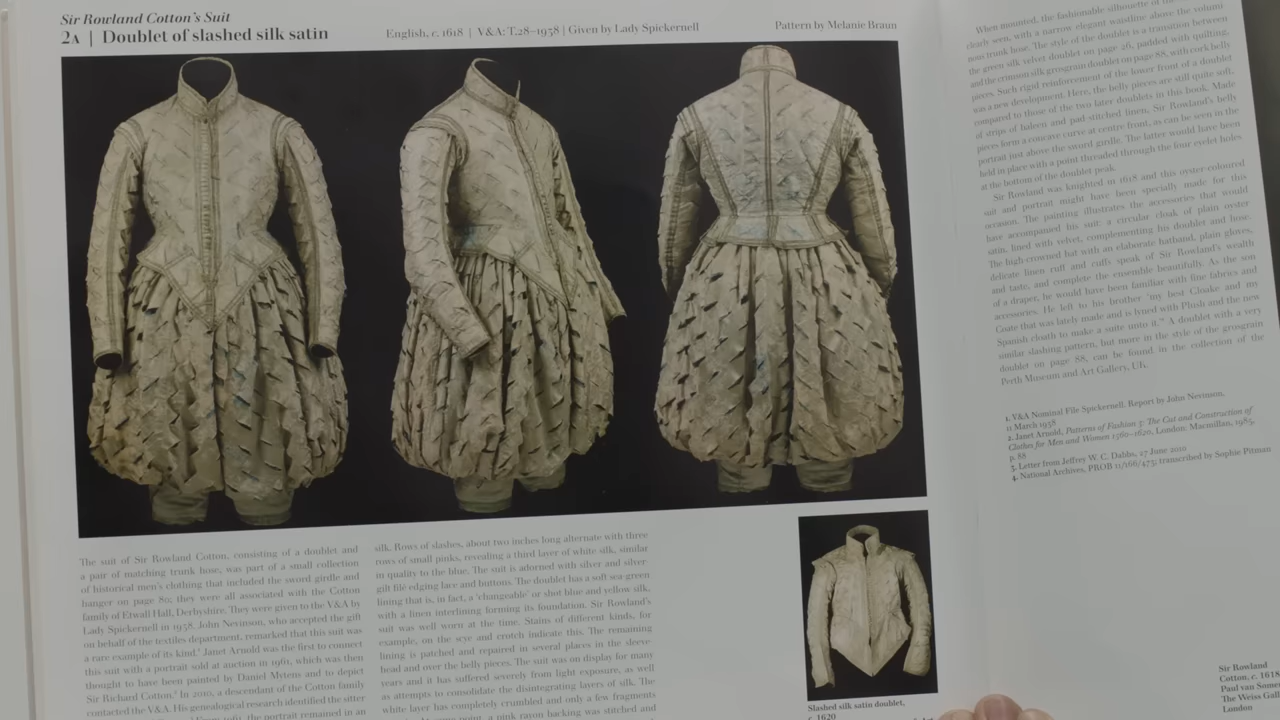 Sir Rowland Cotton's Suit
2A | Doublet of slashed silk satin
English, c. 1618 | V&A: T.28–1958 | Given by Lady Spickernell
Pattern by Melanie Braun
The suit of Sir Rowland Cotton, consisting of a doublet and
a pair of matching trunk hose, was part of a small collection
of historical men's clothing that included the sword girdle and
hanger on page 80; they were all associated with the Cotton
family of Etwall Hall, Derbyshire. They were given to the V&A by
Lady Spickernell in 1958. John Nevinson, who accepted the gift
on behalf of the textiles department, remarked that this suit was
a rare example of its kind.¹ Janet Arnold was the first to connect
this suit with a portrait sold at auction in 1961, which was then
thought to have been painted by Daniel Mytens and to depict
Sir Richard Cotton.² In 2010, a descendant of the Cotton family
contacted the V&A. His genealogical research identified the sitter
1961, the portrait remained in an
silk. Rows of slashes, about two inches long alternate with three
rows of small pinks, revealing a third layer of white silk, similar
in quality to the blue. The suit is adorned with silver and silver-
gilt filé edging lace and buttons. The doublet has a soft sea green
lining that is, in fact, a 'changeable' or shot blue and yellow silk,
with a linen interlining forming its foundation. Sir Rowland's
suit was well worn at the time. Stains of different kinds, for
example, on the scye and crotch indicate this. The remaining
lining is patched and repaired in several places in the sleeve
head and over the belly pieces. The suit was on display for many
years and it has suffered severely from light exposure, as well
as attempts to consolidate the disintegrating layers of silk. The
white layer has completely crumbled and only a few fragments
point, a pink rayon backing was stitched and
Slashed silk satin doublet,
c. 1620
When mounted, the fashionable silhouette of
clearly seen, with a narrow elegant waistline above the volumi
nous trunk hose. The style of the doublet is a transition between
the green silk velvet doublet on page 26, padded with quilting,
and the crimson silk grosgrain doublet on page 88, with cork belly
pieces. Such rigid reinforcement of the lower front of a doublet
was a new development. Here, the belly pieces are still quite soft,
compared to those of the two later doublets in this book. Made
of strips of baleen and pad-stitched linen, Sir Rowland's belly
pieces form a concave curve at centre front, as can be seen in the
portrait just above the sword girdle. The latter would have been
held in place with a point threaded through the four eyelet holes
at the bottom of the doublet peak.
Sir Rowland was knighted in 1618 and this oyster-coloured
suit and portrait might have been specially made for this
occasion. The painting illustrates the accessories that would
have accompanied his suit: a circular cloak of plain oyster
satin, lined with velvet, complementing his doublet and hose.
The high-crowned hat with an elaborate hatband, plain gloves,
delicate linen ruff and cuffs speak of Sir Rowland's wealth
and taste, and complete the ensemble beautifully. As the son
of a draper, he would have been familiar with fine fabrics and
accessories. He left to his brother 'my best Cloake and my
Coate that was lately made and is lyned with Plush and the new
Spanish cloath to make a suite unto it.'⁴ A doublet with a very
similar slashing pattern, but more in the style of the grosgrain
doublet on page 88, can be found in the collection of the
Perth Museum and Art Gallery, UK.
1. V&A Nominal File Spickernell, Report by John Nevinson,
11 March 1958
2. Janet Arnold, Patterns of Fashion 3: The Cut and Construction of
Clothes for Men and Women 1560–1620, London: Macmillan, 1985,
p. 88
3. Letter from Jeffrey W. C. Dabbs, 27 June 2010
4. National Archives, PROB 11/166/475, transcribed by Sophie Pitman
Sir Rowland
Cotton, c. 1618
Paul van Somer
The Weiss Gall
London